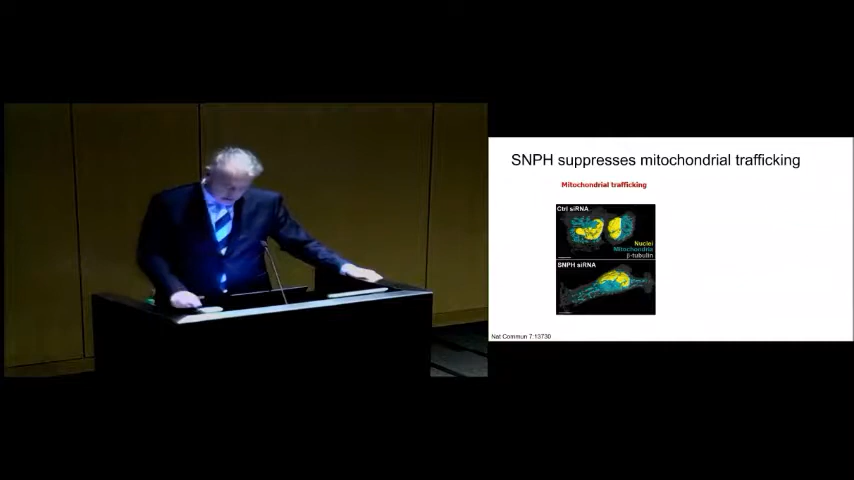 SNPH suppresses mitochondrial trafficking
Mitochondrial trafficking
Ctrl siRNA
Nuclei
Mitochondria
β-tubulin
SNPH siRNA
Nat Commun 7:13730